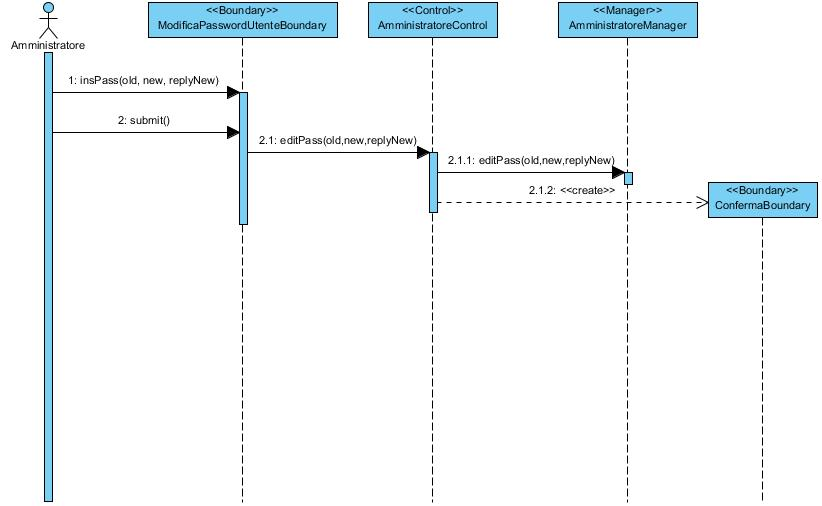 <<Boundary>>
ModificaPasswordUtenteBoundary
<<Control>>
AmministratoreControl
<<Manager>>
AmministratoreManager
Amministratore
1: insPass(old, new, replyNew)
2: submit()
2.1: editPass(old,new,replyNew)
2.1.1: editPass(old,new,replyNew)
2.1.2: <<create>>
<<Boundary>>
ConfermaBoundary